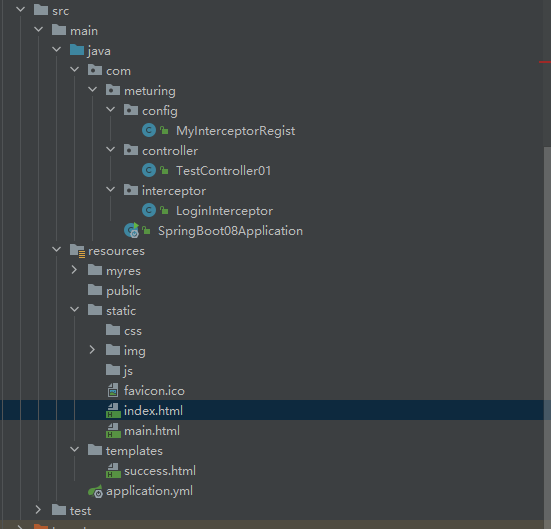 src
main
java
com
meturing
config
MyInterceptorRegist
controller
TestController01
interceptor
LoginInterceptor
SpringBoot08Application
resources
myres
pubilc
static
css
img
js
favicon.ico
index.html
main.html
templates
success.html
application.yml
test